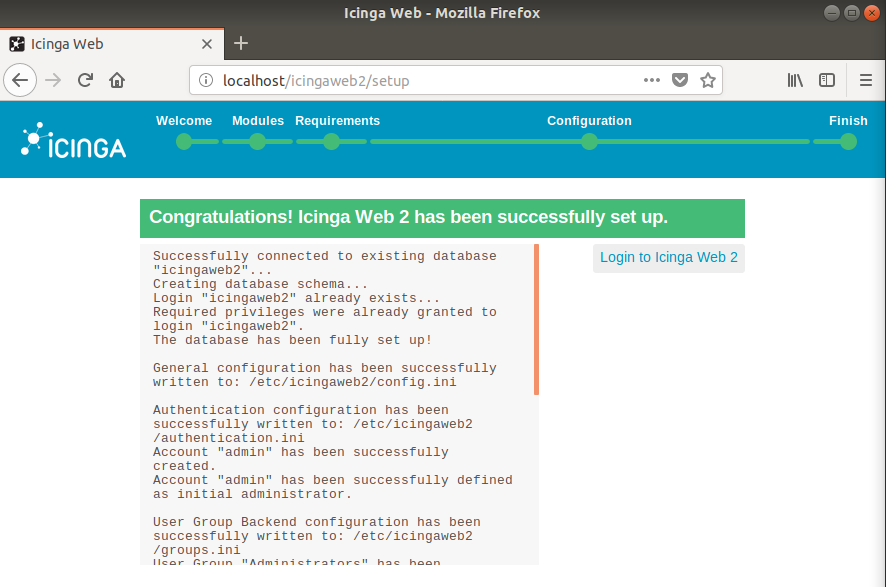 Icinga Web - Mozilla Firefox
Icinga Web
localhost/icingaweb2/setup
ICINGA
Welcome Modules Requirements Configuration Finish
Congratulations! Icinga Web 2 has been successfully set up.
Login to Icinga Web 2
Successfully connected to existing database
"icingaweb2"...
Creating database schema...
Login "icingaweb2" already exists...
Required privileges were already granted to
login "icingaweb2".
The database has been fully set up!
General configuration has been successfully
written to: /etc/icingaweb2/config.ini
Authentication configuration has been
successfully written to: /etc/icingaweb2
/authentication.ini
Account "admin" has been successfully
created.
Account "admin" has been successfully defined
as initial administrator.
User Group Backend configuration has been
successfully written to: /etc/icingaweb2
/groups.ini
User Group "Administrators" has been